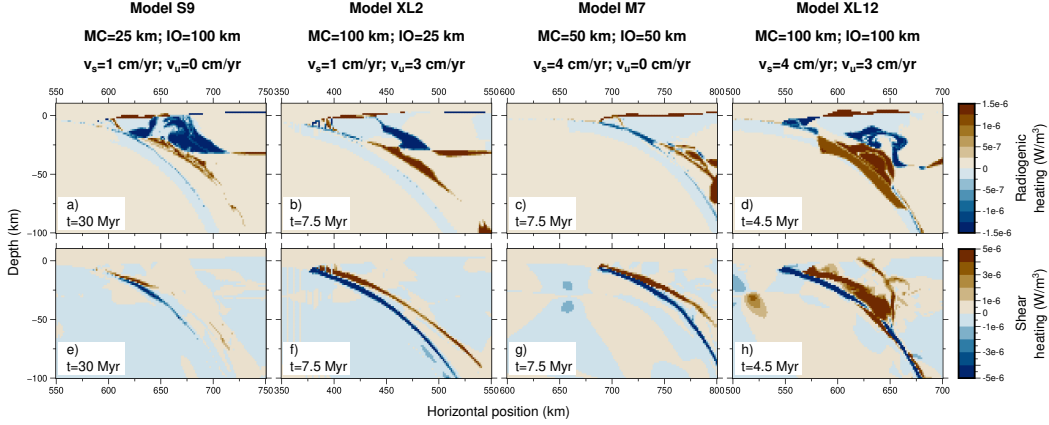 Model S9 Model XL2 Model M7 Model XL12
MC=25 km; IO=100 km MC=100 km; IO=25 km MC=50 km; IO=50 km MC=100 km; IO=100 km
vs=1 cm/yr; vu=0 cm/yr vs=1 cm/yr; vu=3 cm/yr vs=4 cm/yr; vu=0 cm/yr vs=4 cm/yr; vu=3 cm/yr
550 600 650 700 750 350 400 450 500 550 600 650 700 750 800 500 550 600 650 700
0
−50
−100
a)
t=30 Myr
b)
t=7.5 Myr
c)
t=7.5 Myr
d)
t=4.5 Myr
1.5e-6
1e-6
5e-7
0
-5e-7
-1e-6
-1.5e-6
Radiogenic
heating (W/m³)
Depth (km)
0
−50
−100
e)
t=30 Myr
f)
t=7.5 Myr
g)
t=7.5 Myr
h)
t=4.5 Myr
5e-6
3e-6
1e-6
0
-1e-6
-3e-6
-5e-6
Shear
heating (W/m³)
550 600 650 700 750 350 400 450 500 550 600 650 700 750 800 500 550 600 650 700
Horizontal position (km)